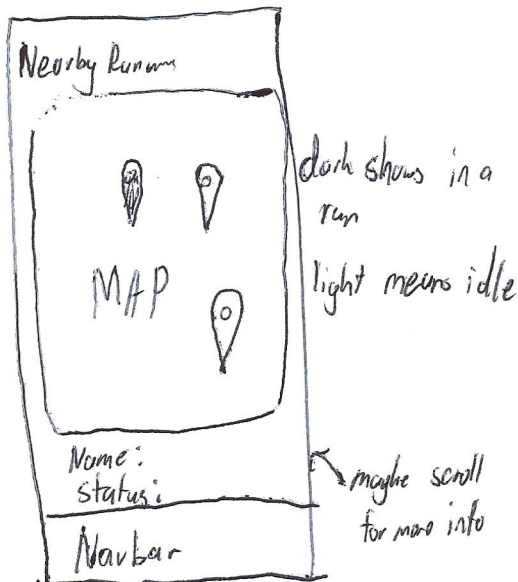 Nearby Runners
dark shows in a
run
MAP
light means idle
Name:
Status:
maybe scroll
for more info
Navbar